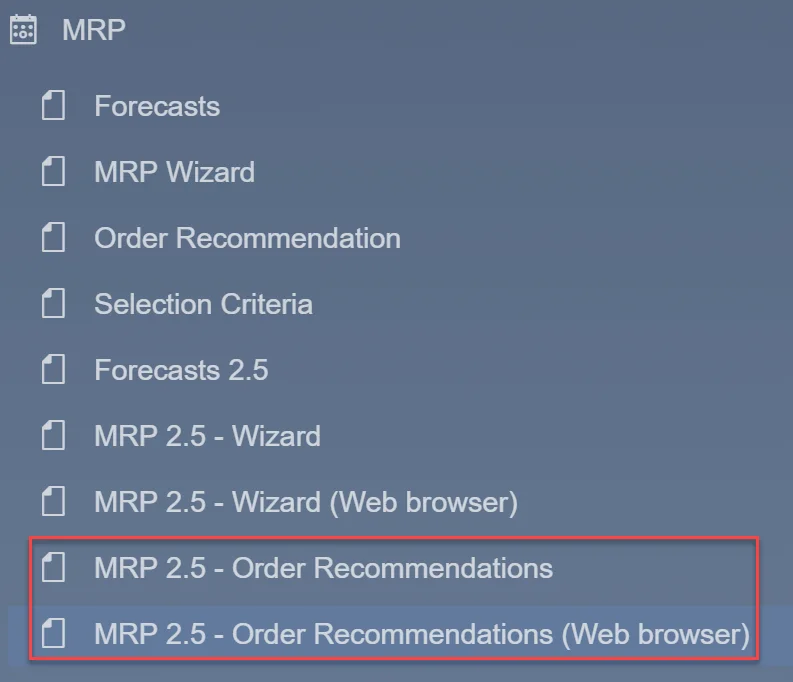 MRP
Forecasts
MRP Wizard
Order Recommendation
Selection Criteria
Forecasts 2.5
MRP 2.5 - Wizard
MRP 2.5 - Wizard (Web browser)
MRP 2.5 - Order Recommendations
MRP 2.5 - Order Recommendations (Web browser)